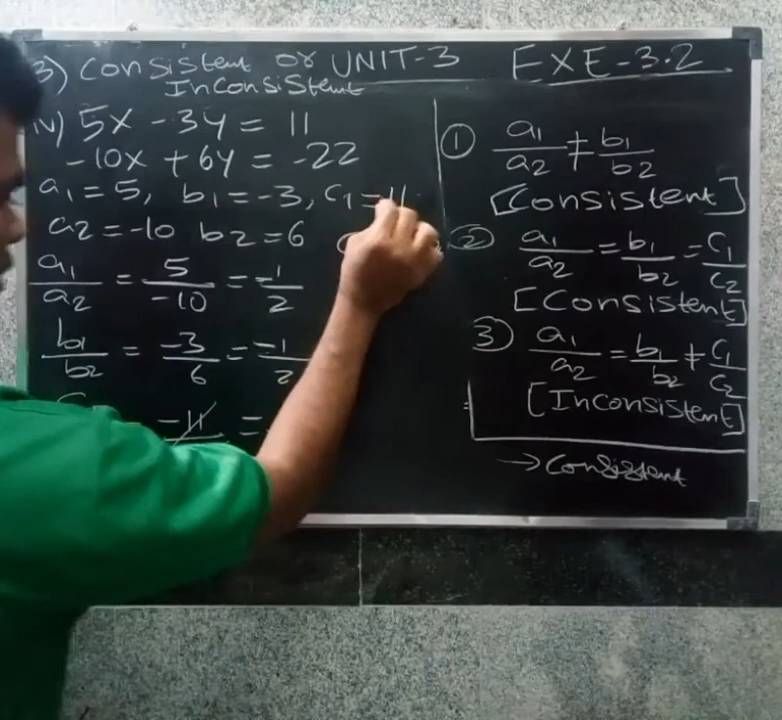 3) Consistent or UNIT-3 EXE-3.2
Inconsistent
IV) 5x - 3y = 11
-10x + 6y = -22
a1 = 5, b1 = -3, c1 = 11
a2 = -10 b2 = 6
a1/a2 = 5/-10 = -1/2
b1/b2 = -3/6 = -1/2
-11 =
① a1/a2 ≠ b1/b2
[Consistent]
② a1/a2 = b1/b2 = c1/c2
[Consistent]
3) a1/a2 = b1/b2 ≠ c1/c2
[Inconsistent]
→ Consistent